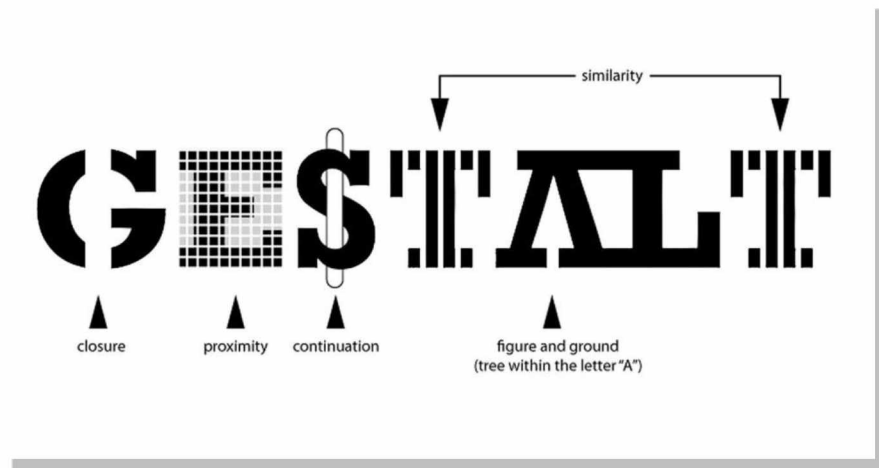 similarity
GESTALT
closure
proximity
continuation
figure and ground
(tree within the letter “A”)